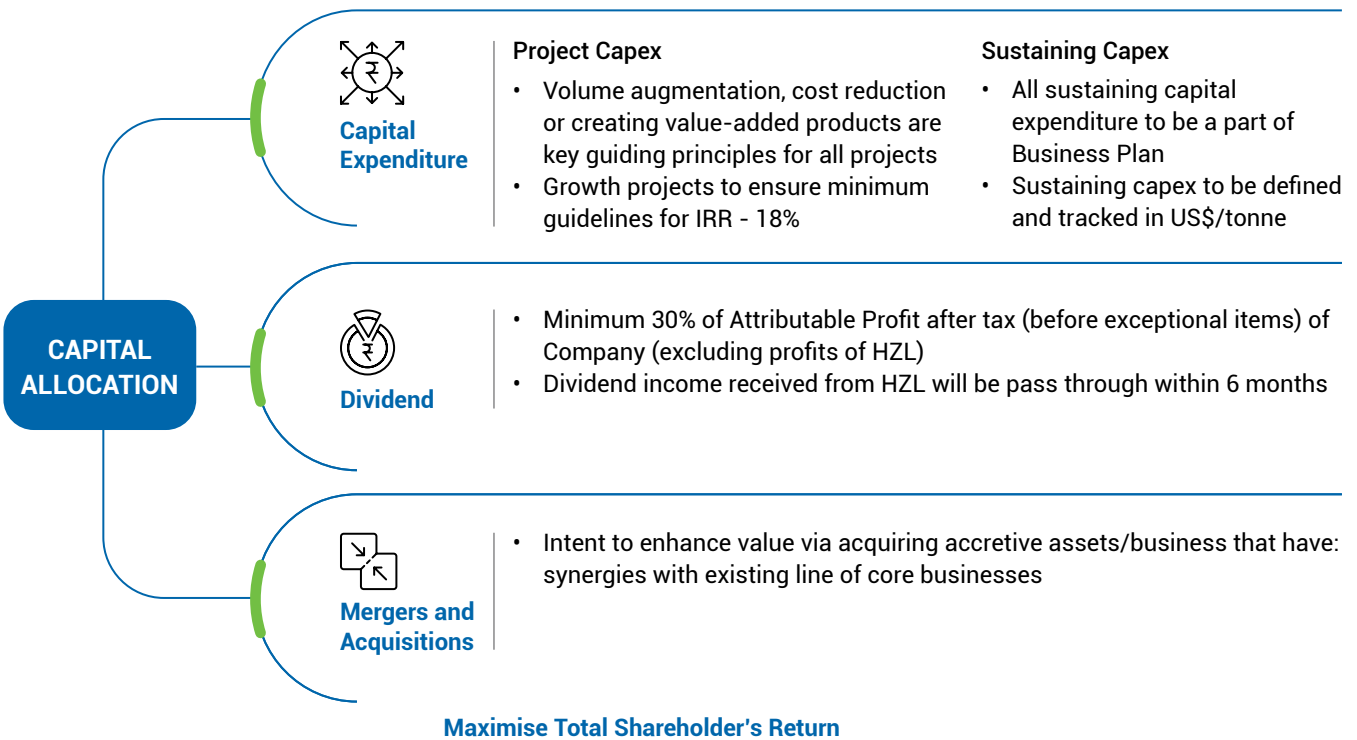 CAPITAL
ALLOCATION
₹
Capital
Expenditure
Project Capex
• Volume augmentation, cost reduction
or creating value-added products are
key guiding principles for all projects
• Growth projects to ensure minimum
guidelines for IRR - 18%
Sustaining Capex
• All sustaining capital
expenditure to be a part of
Business Plan
• Sustaining capex to be defined
and tracked in US$/tonne
₹
Dividend
• Minimum 30% of Attributable Profit after tax (before exceptional items) of
Company (excluding profits of HZL)
• Dividend income received from HZL will be pass through within 6 months
Mergers and
Acquisitions
• Intent to enhance value via acquiring accretive assets/business that have:
synergies with existing line of core businesses
Maximise Total Shareholder's Return